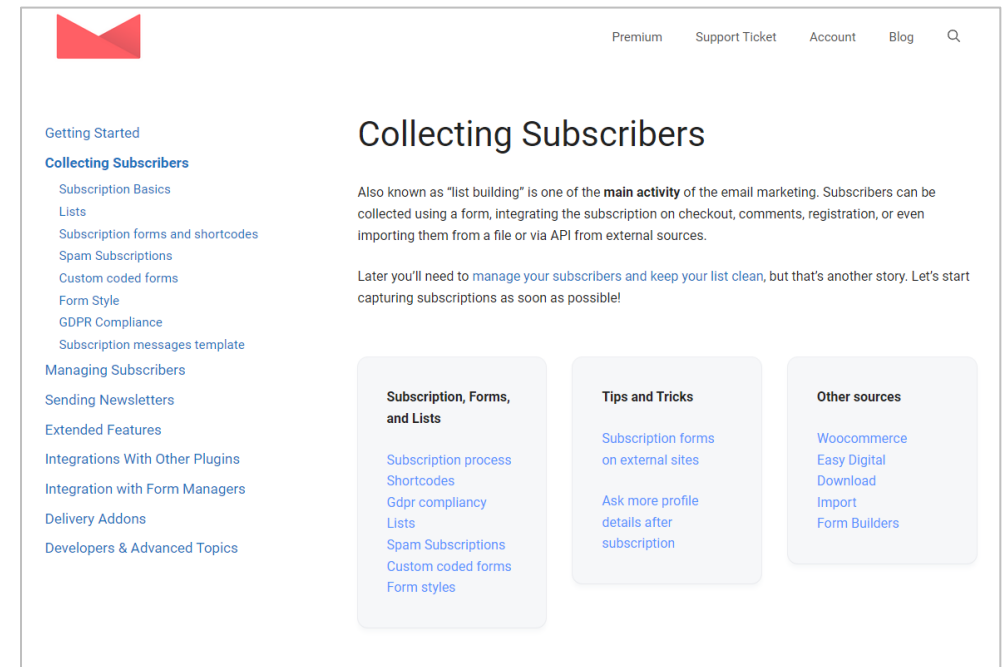 Premium Support Ticket Account Blog
Getting Started
Collecting Subscribers
Subscription Basics
Lists
Subscription forms and shortcodes
Spam Subscriptions
Custom coded forms
Form Style
GDPR Compliance
Subscription messages template
Managing Subscribers
Sending Newsletters
Extended Features
Integrations With Other Plugins
Integration with Form Managers
Delivery Addons
Developers & Advanced Topics
Collecting Subscribers
Also known as “list building” is one of the main activity of the email marketing. Subscribers can be
collected using a form, integrating the subscription on checkout, comments, registration, or even
importing them from a file or via API from external sources.
Later you’ll need to manage your subscribers and keep your list clean, but that’s another story. Let’s start
capturing subscriptions as soon as possible!
Subscription, Forms,
and Lists
Subscription process
Shortcodes
Gdpr compliancy
Lists
Spam Subscriptions
Custom coded forms
Form styles
Tips and Tricks
Subscription forms
on external sites
Ask more profile
details after
subscription
Other sources
Woocommerce
Easy Digital
Download
Import
Form Builders